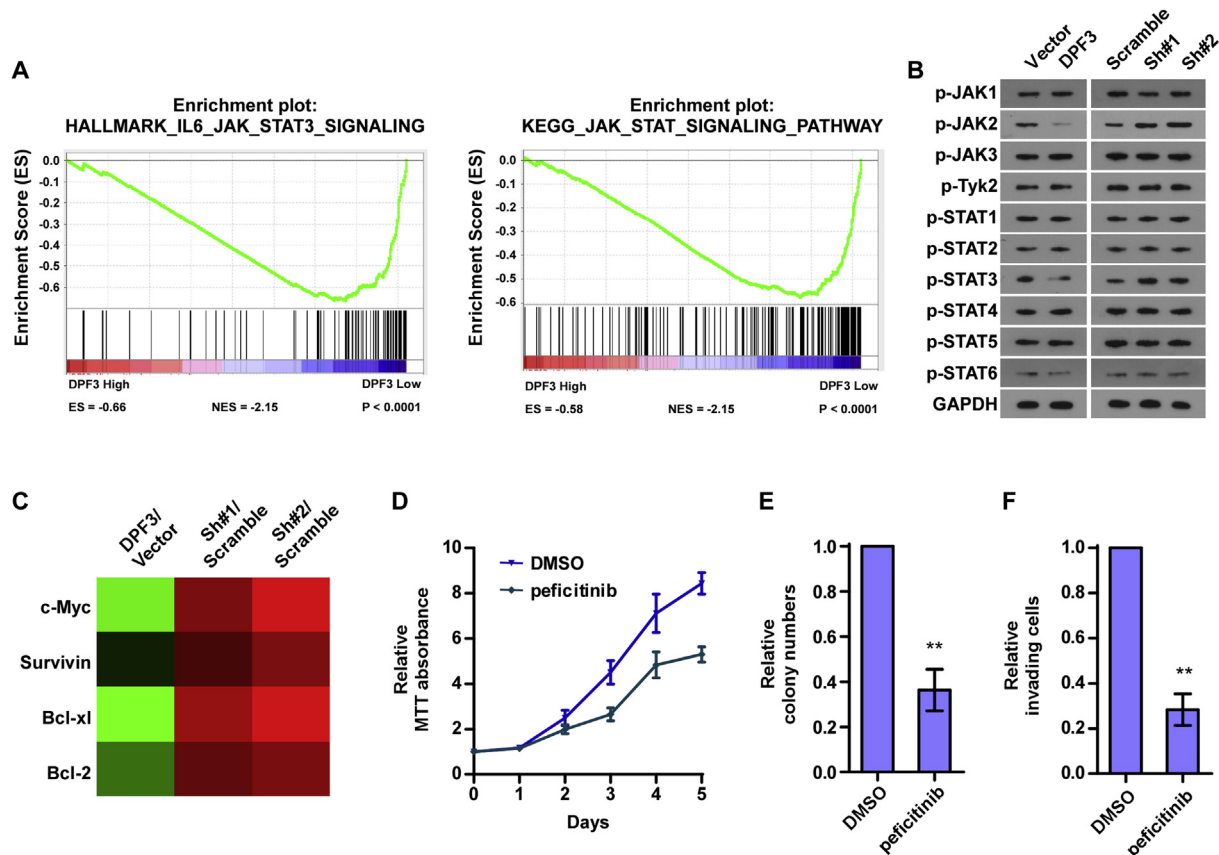 A
Enrichment plot:
HALLMARK_IL6_JAK_STAT3_SIGNALING
Enrichment Score (ES)
0.0
-0.1
-0.2
-0.3
-0.4
-0.5
-0.6
DPF3 High
DPF3 Low
ES = -0.66
NES = -2.15
P < 0.0001
Enrichment plot:
KEGG_JAK_STAT_SIGNALING_PATHWAY
Enrichment Score (ES)
0.0
-0.1
-0.2
-0.3
-0.4
-0.5
-0.6
DPF3 High
DPF3 Low
ES = -0.58
NES = -2.15
P < 0.0001
B
Vector
DPF3
Scramble
Sh#1
Sh#2
p-JAK1
p-JAK2
p-JAK3
p-Tyk2
p-STAT1
p-STAT2
p-STAT3
p-STAT4
p-STAT5
p-STAT6
GAPDH
C
DPF3/
Vector
Sh#1/
Scramble
Sh#2/
Scramble
c-Myc
Survivin
Bcl-xl
Bcl-2
D
Relative
MTT absorbance
10
8
6
4
2
0
DMSO
peficitinib
0
1
2
3
4
5
Days
E
Relative
colony numbers
1.0
0.8
0.6
0.4
0.2
0.0
**
DMSO
peficitinib
F
Relative
invading cells
1.0
0.8
0.6
0.4
0.2
0.0
**
DMSO
peficitinib